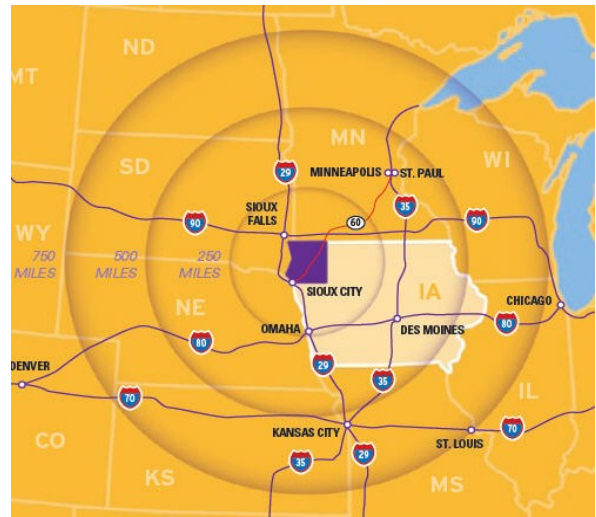 ND
MT
MN
SD
WI
MINNEAPOLIS
ST. PAUL
29
35
SIOUX
FALLS
60
90
90
WY
750
MILES
500
MILES
250
MILES
IA
SIOUX CITY
NE
CHICAGO
OMAHA
DES MOINES
80
80
DENVER
29
35
70
IL
KANSAS CITY
ST. LOUIS
70
CO
KS
35
29
MS